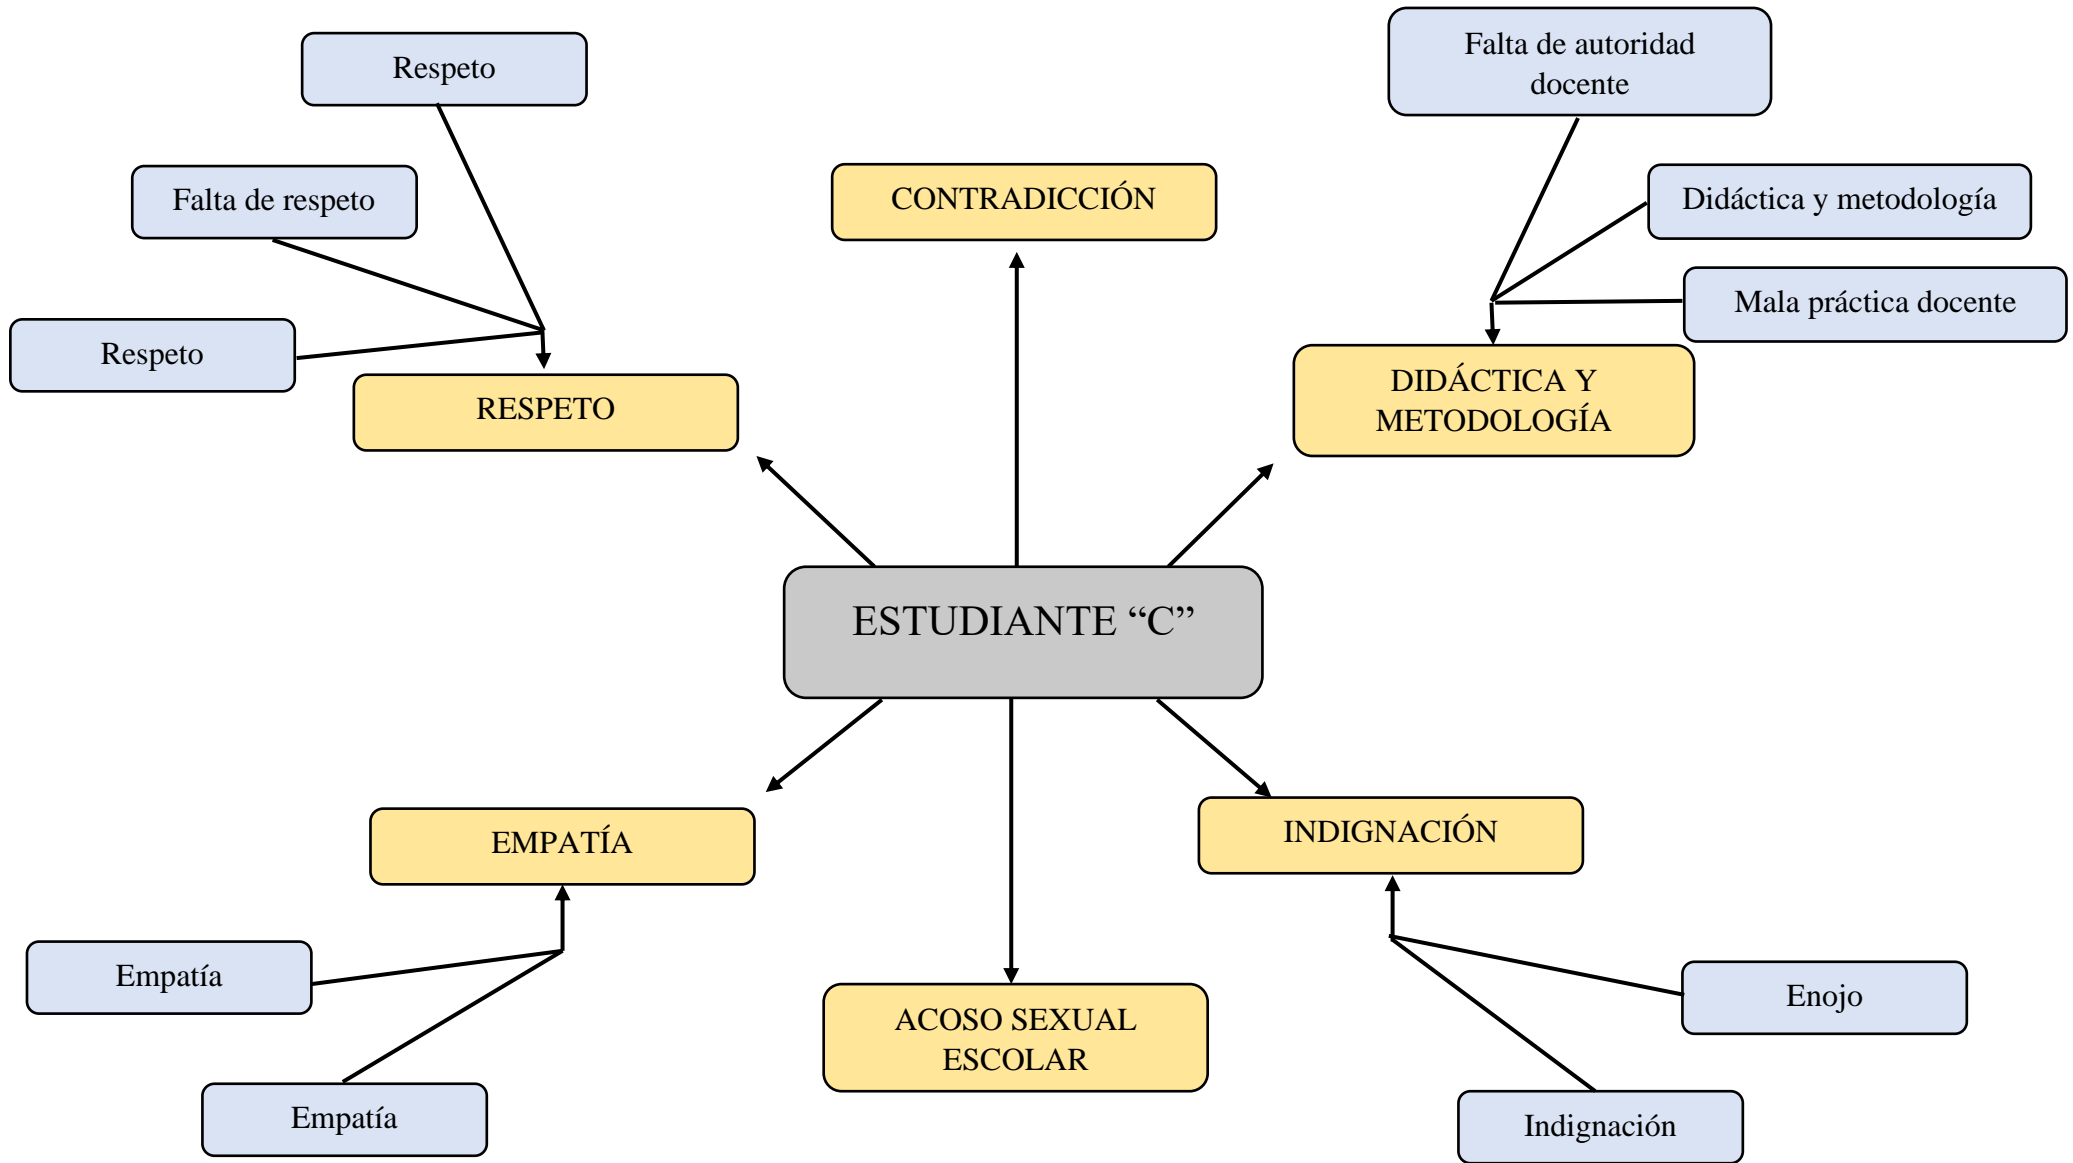 Respeto
Falta de autoridad
docente
Falta de respeto
CONTRADICCIÓN
Didáctica y metodología
Mala práctica docente
Respeto
RESPETO
DIDÁCTICA Y
METODOLOGÍA
ESTUDIANTE “C”
EMPATÍA
INDIGNACIÓN
Empatía
ACOSO SEXUAL
ESCOLAR
Enojo
Empatía
Indignación